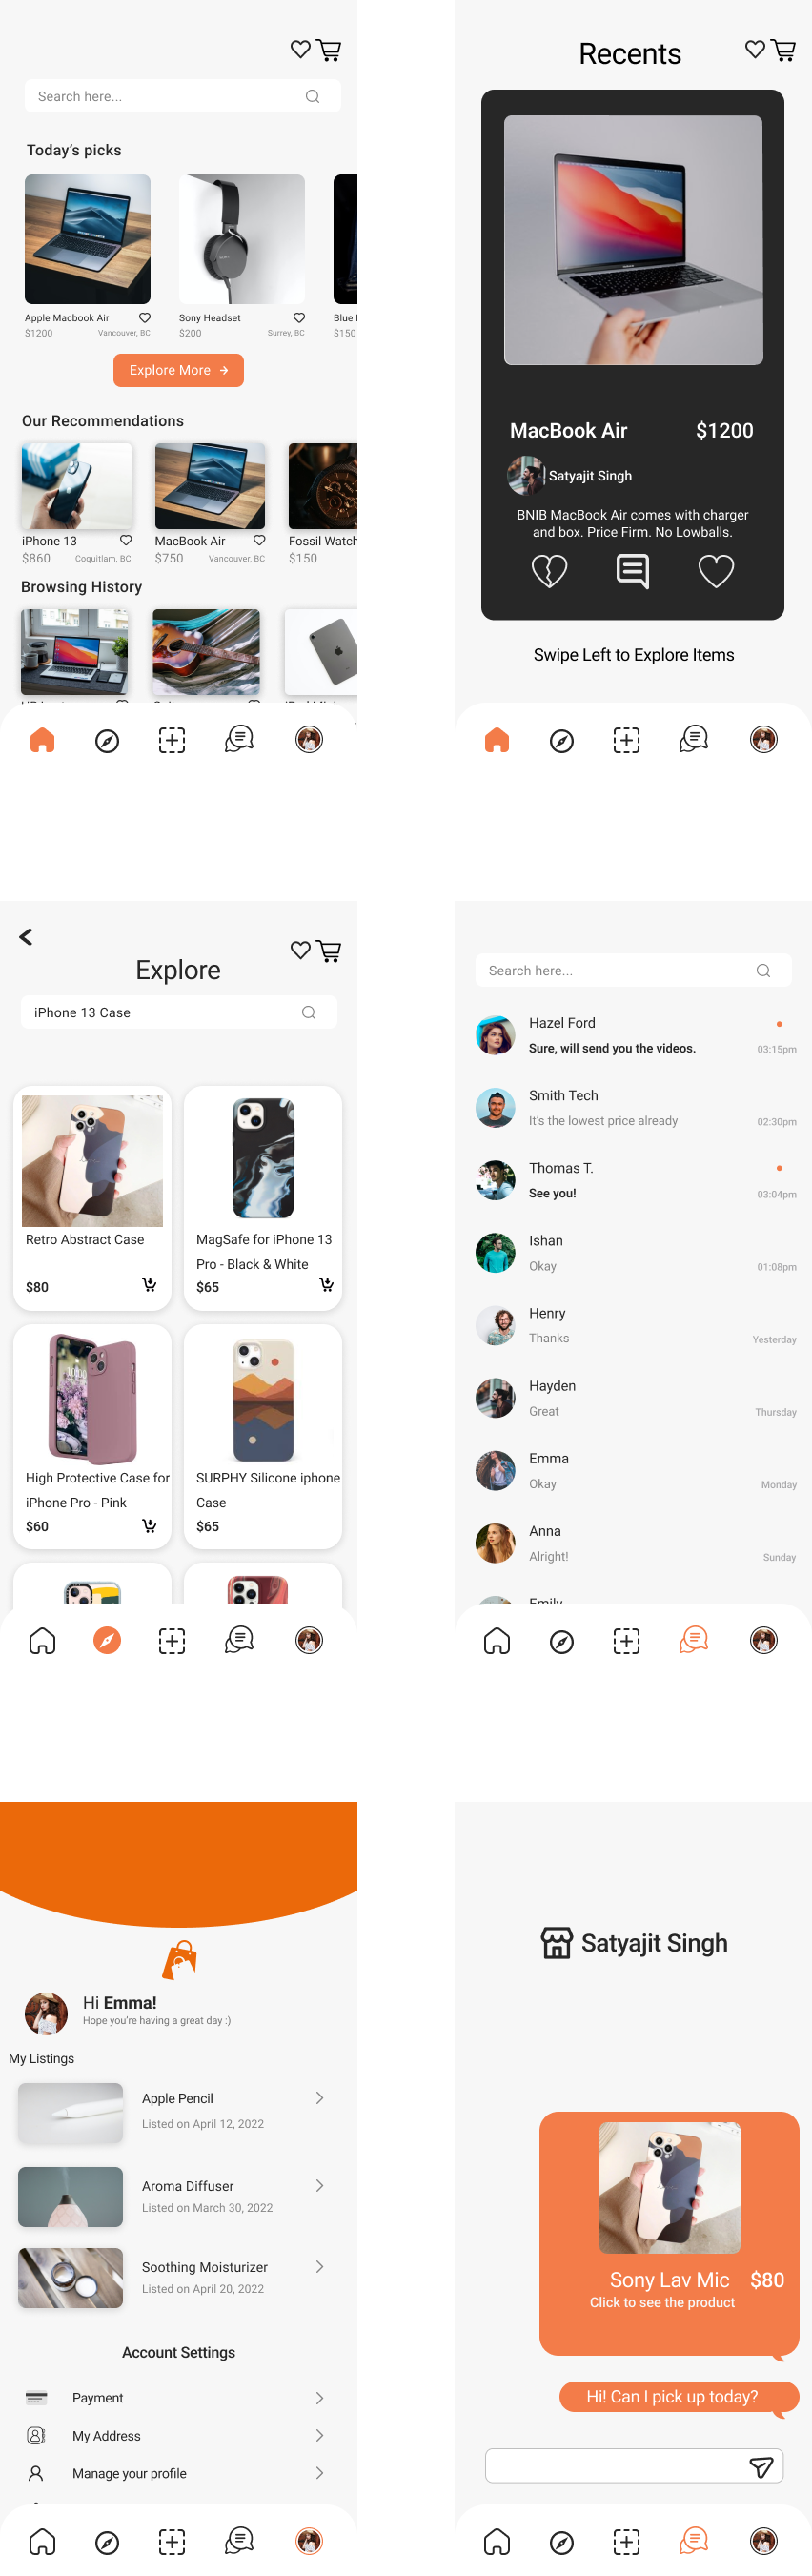 Search here...
Today's picks
Apple Macbook Air
$1200
Vancouver, BC
SONY
Sony Headset
$200
Surrey, BC
Blue
$150
Explore More
Our Recommendations
iPhone 13
$860
Coquitlam, BC
MacBook Air
$750
Vancouver, BC
Fossil Watch
$150
Browsing History
Recents
MacBook Air
$1200
Satyajit Singh
BNIB MacBook Air comes with charger
and box. Price Firm. No Lowballs.
Swipe Left to Explore Items
Explore
iPhone 13 Case
Retro Abstract Case
$80
MagSafe for iPhone 13
Pro - Black & White
$65
High Protective Case for
iPhone Pro - Pink
$60
SURPHY Silicone iphone
Case
$65
Search here...
Hazel Ford
Sure, will send you the videos.
03:15pm
Smith Tech
It's the lowest price already
02:30pm
Thomas T.
See you!
03:04pm
Ishan
Okay
01:08pm
Henry
Thanks
Yesterday
Hayden
Great
Thursday
Emma
Okay
Monday
Anna
Alright!
Sunday
Emily
Hi Emma!
Hope you're having a great day :)
My Listings
Apple Pencil
Listed on April 12, 2022
Aroma Diffuser
Listed on March 30, 2022
Soothing Moisturizer
Listed on April 20, 2022
Account Settings
Payment
My Address
Manage your profile
Satyajit Singh
Sony Lav Mic $80
Click to see the product
Hi! Can I pick up today?